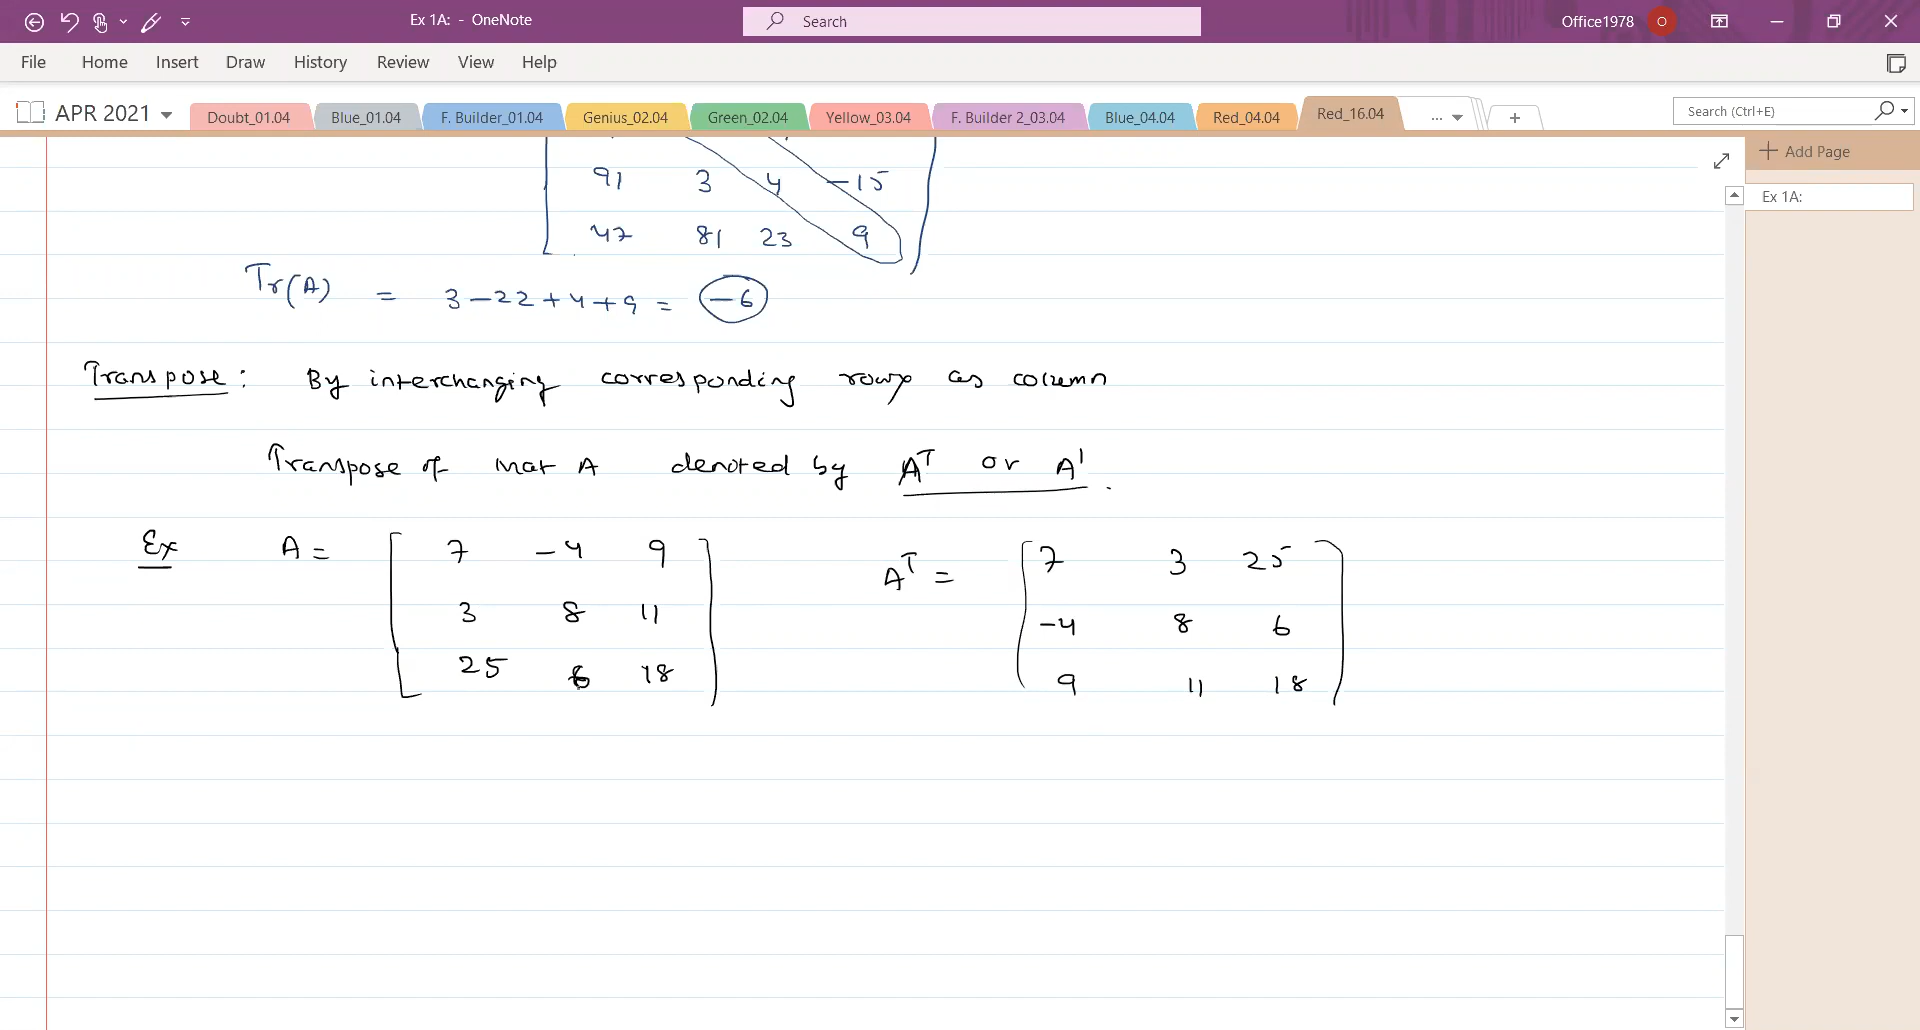 Ex 1A: - OneNote
Search
Office1978
O
File Home Insert Draw History Review View Help
APR 2021
Doubt_01.04 Blue_01.04 F. Builder_01.04 Genius_02.04 Green_02.04 Yellow_03.04 F. Builder 2_03.04 Blue_04.04 Red_04.04 Red_16.04 ... +
Search (Ctrl+E)
+ Add Page
Ex 1A:
91 3 4 -15
47 81 23 9
Tr(A) = 3 - 22 + 4 + 9 = -6
Transpose : By interchanging corresponding rows as column
Transpose of mat A denoted by Aᵀ or A' .
Ex A = Aᵀ =
7 -4 9 7 3 25
3 8 11 -4 8 6
25 6 18 9 11 18